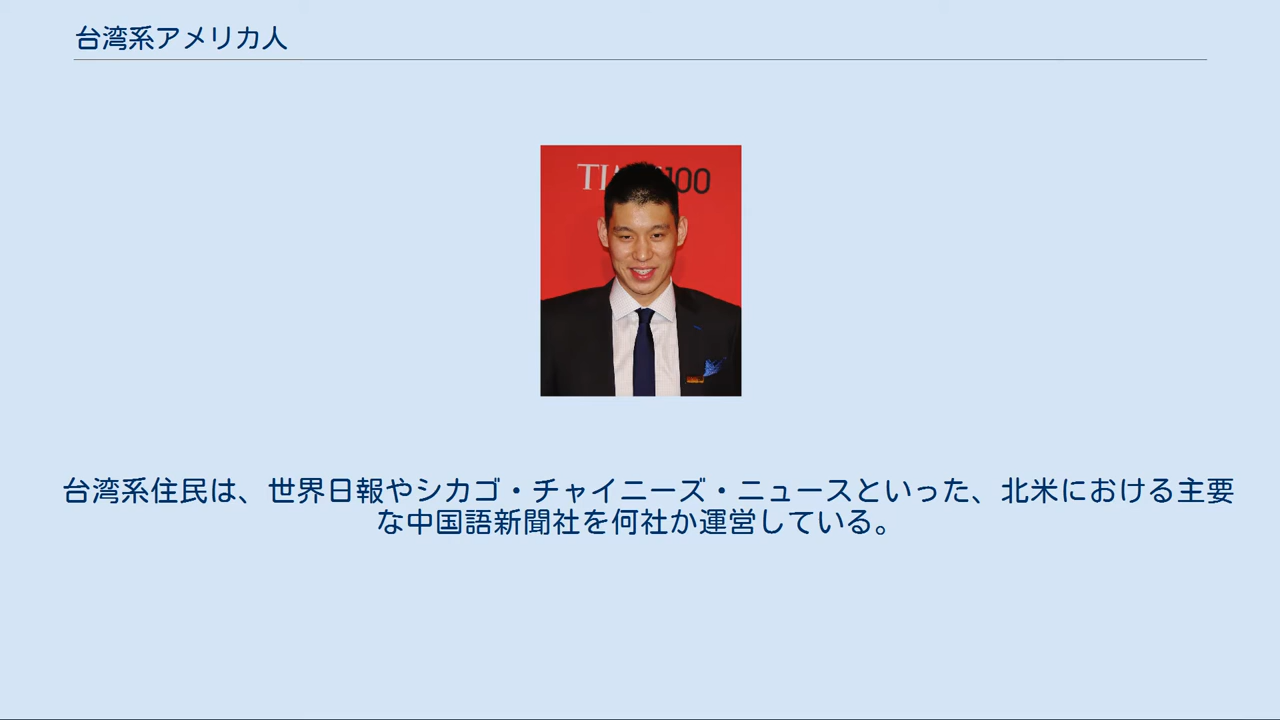 台湾系アメリカ人
TI 100
台湾系住民は、世界日報やシカゴ・チャイニーズ・ニュースといった、北米における主要
な中国語新聞社を何社か運営している。